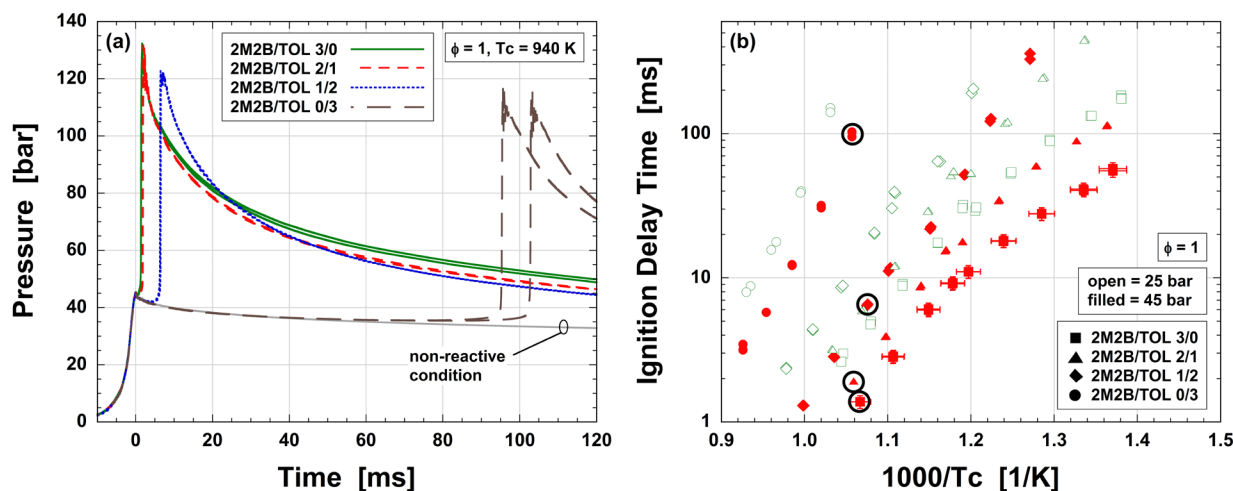 (a)
2M2B/TOL 3/0
2M2B/TOL 2/1
2M2B/TOL 1/2
2M2B/TOL 0/3
ϕ = 1, Tc = 940 K
non-reactive
condition
Pressure [bar]
140
120
100
80
60
40
20
0
0 20 40 60 80 100 120
Time [ms]
(b)
ϕ = 1
open = 25 bar
filled = 45 bar
2M2B/TOL 3/0
2M2B/TOL 2/1
2M2B/TOL 1/2
2M2B/TOL 0/3
Ignition Delay Time [ms]
100
10
1
0.9 1.0 1.1 1.2 1.3 1.4 1.5
1000/Tc [1/K]